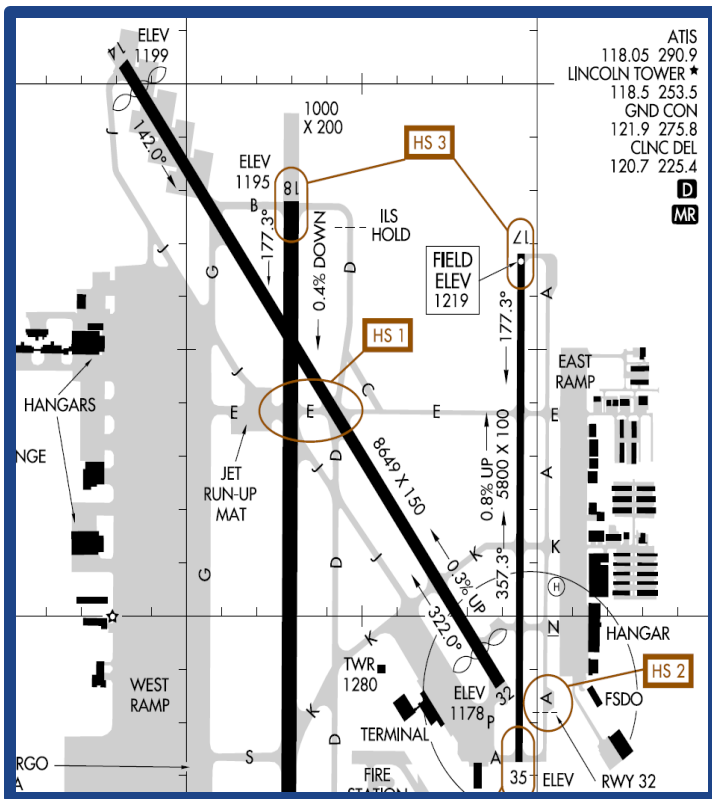 ELEV
1199
14
ATIS
118.05 290.9
LINCOLN TOWER
118.5 253.5
GND CON
121.9 275.8
CLNC DEL
120.7 225.4
D
MR
1000
X 200
HS 3
J
142.0°
ELEV
1195
18
B
177.3°
ILS
HOLD
17
FIELD
ELEV
1219
J
G
0.4% DOWN
D
A
177.3°
HS 1
EAST
RAMP
J
C
HANGARS
E
E
E
E
NGE
JET
RUN-UP
MAT
J
D
8649 X 150
0.8% UP
5800 X 100
A
G
D
J
K
K
0.3% UP
357.3°
H
322.0°
N
HANGAR
K
TWR
1280
WEST
RAMP
ELEV
1178
32
P
A
HS 2
FSDO
K
TERMINAL
D
S
A
RWY 32
RGO
A
FIRE
STATION
35
ELEV